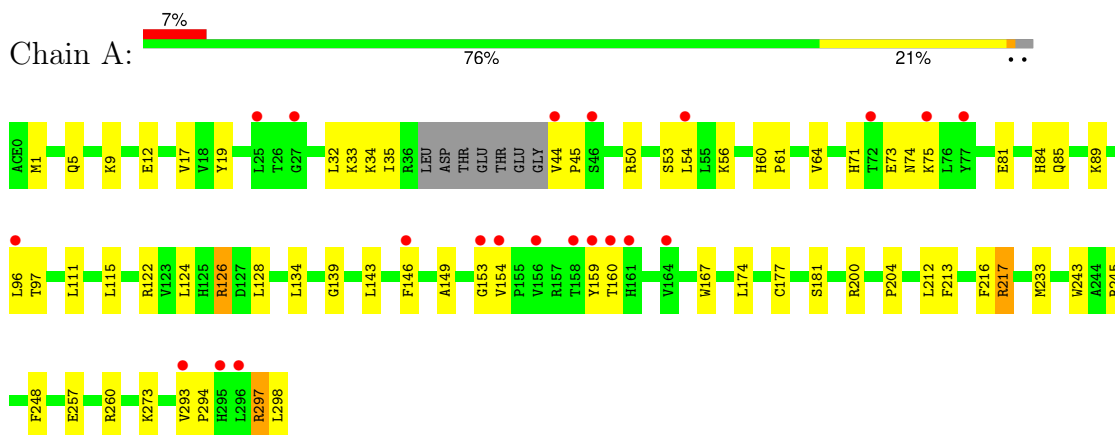 7%
Chain A:
76% 21% • •
ACE0 M1 Q5 K9 E12 V17 V18 Y19 L25 T26 G27 L32 K33 K34 I35 R36 LEU ASP THR GLU THR GLU GLY V44 P45 S46 R50 S53 L54 L55 K56 H60 P61 V64 H71 T72 E73 N74 K75 L76 Y77 E81 H84 Q85 K89
L96 T97 L111 L115 R122 V123 L124 H125 R126 D127 L128 L134 G139 L143 F146 A149 G153 V154 P155 V156 R157 T158 Y159 T160 H161 V164 W167 L174 C177 S181 R200 P204 L212 F213 F216 R217 M233 W243 A244 R245
F248 E257 R260 K273 V293 P294 H295 L296 R297 L298